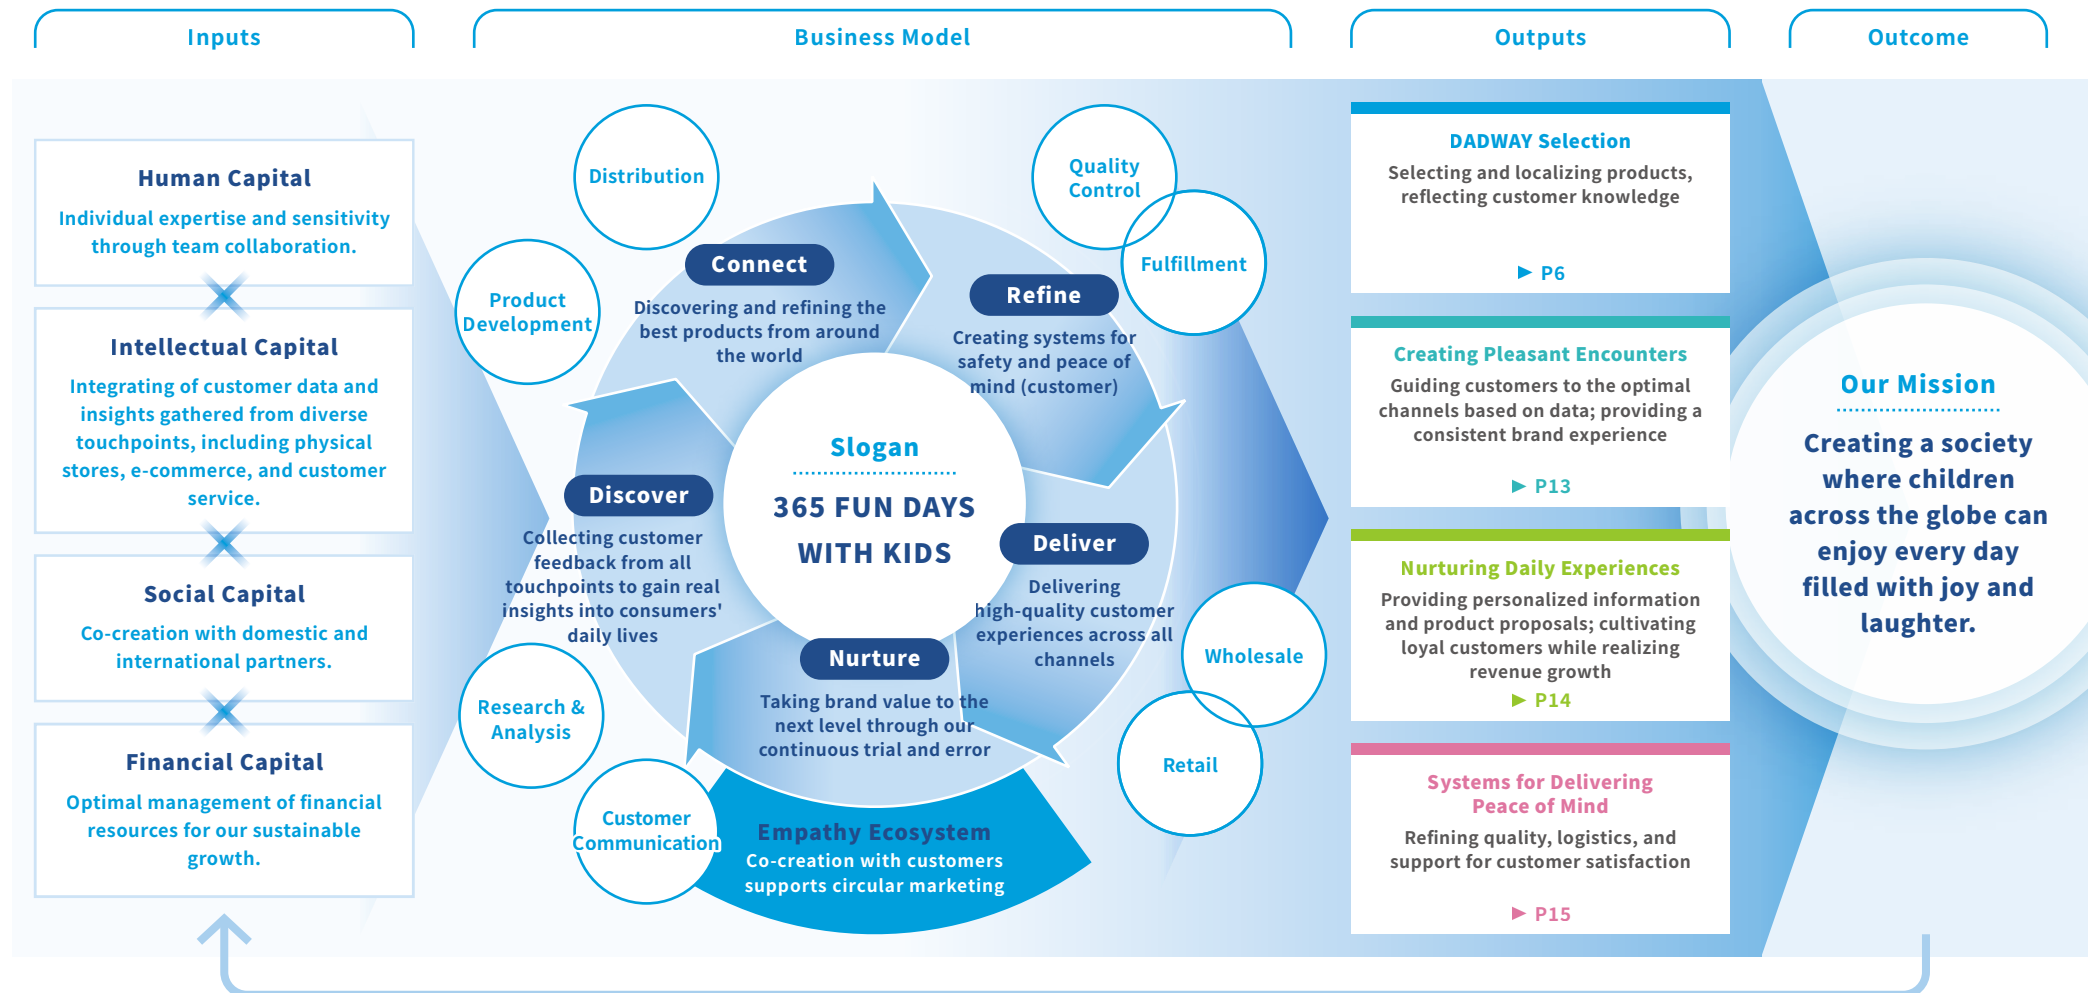 Inputs
Business Model
Outputs
Outcome
Human Capital
Individual expertise and sensitivity
through team collaboration.
Intellectual Capital
Integrating of customer data and
insights gathered from diverse
touchpoints, including physical
stores, e-commerce, and customer
service.
Social Capital
Co-creation with domestic and
international partners.
Financial Capital
Optimal management of financial
resources for our sustainable
growth.
Distribution
Product
Development
Connect
Discovering and refining the
best products from around
the world
Quality
Control
Fulfillment
Refine
Creating systems for
safety and peace of
mind (customer)
Slogan
365 FUN DAYS
WITH KIDS
Discover
Collecting customer
feedback from all
touchpoints to gain real
insights into consumers'
daily lives
Deliver
Delivering
high-quality customer
experiences across all
channels
Nurture
Taking brand value to the
next level through our
continuous trial and error
Research &
Analysis
Customer
Communication
Wholesale
Retail
Empathy Ecosystem
Co-creation with customers
supports circular marketing
DADWAY Selection
Selecting and localizing products,
reflecting customer knowledge
▶ P6
Creating Pleasant Encounters
Guiding customers to the optimal
channels based on data; providing a
consistent brand experience
▶ P13
Nurturing Daily Experiences
Providing personalized information
and product proposals; cultivating
loyal customers while realizing
revenue growth
▶ P14
Systems for Delivering
Peace of Mind
Refining quality, logistics, and
support for customer satisfaction
▶ P15
Our Mission
Creating a society
where children
across the globe can
enjoy every day
filled with joy and
laughter.